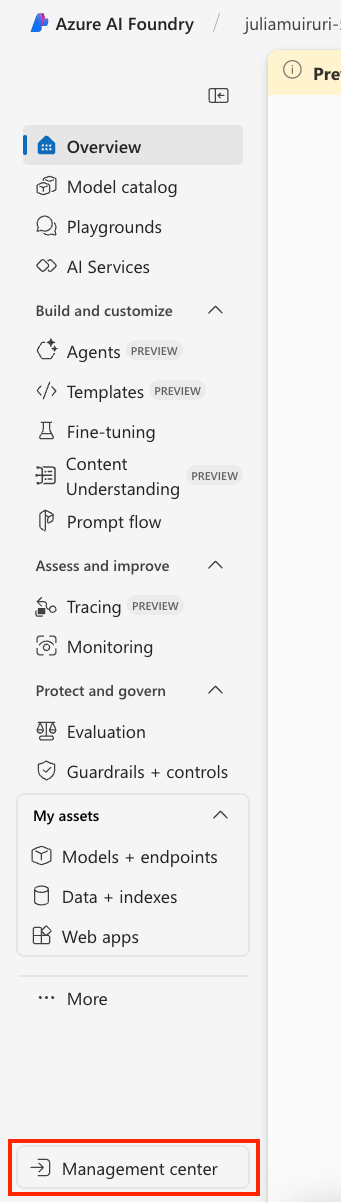 Azure AI Foundry / juliamuiruri-
Pre
Overview
Model catalog
Playgrounds
AI Services
Build and customize
Agents PREVIEW
Templates PREVIEW
Fine-tuning
Content
Understanding PREVIEW
Prompt flow
Assess and improve
Tracing PREVIEW
Monitoring
Protect and govern
Evaluation
Guardrails + controls
My assets
Models + endpoints
Data + indexes
Web apps
More
Management center